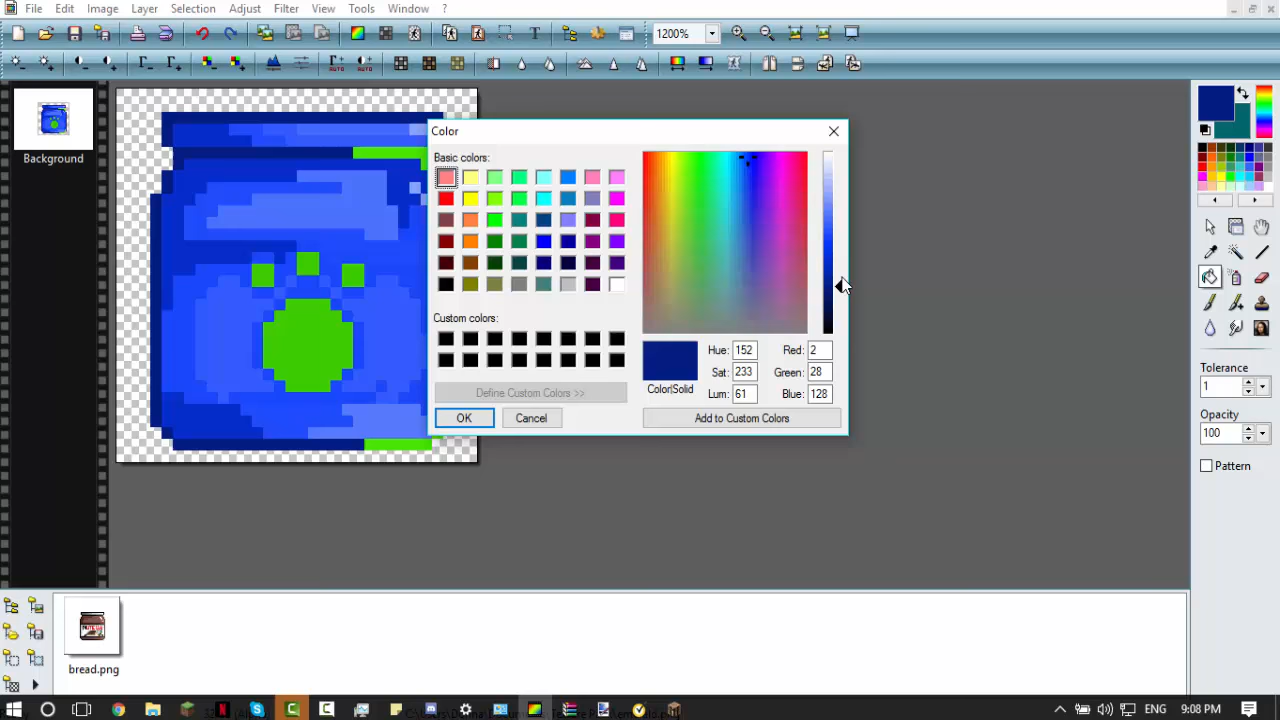 File Edit Image Layer Selection Adjust Filter View Tools Window ?
1200%
Background
Color
Basic colors:
Custom colors:
Define Custom Colors >>
OK Cancel
Color|Solid
Hue: 152 Red: 2
Sat: 233 Green: 28
Lum: 61 Blue: 128
Add to Custom Colors
Tolerance
1
Opacity
100
Pattern
bread.png
ENG 9:08 PM